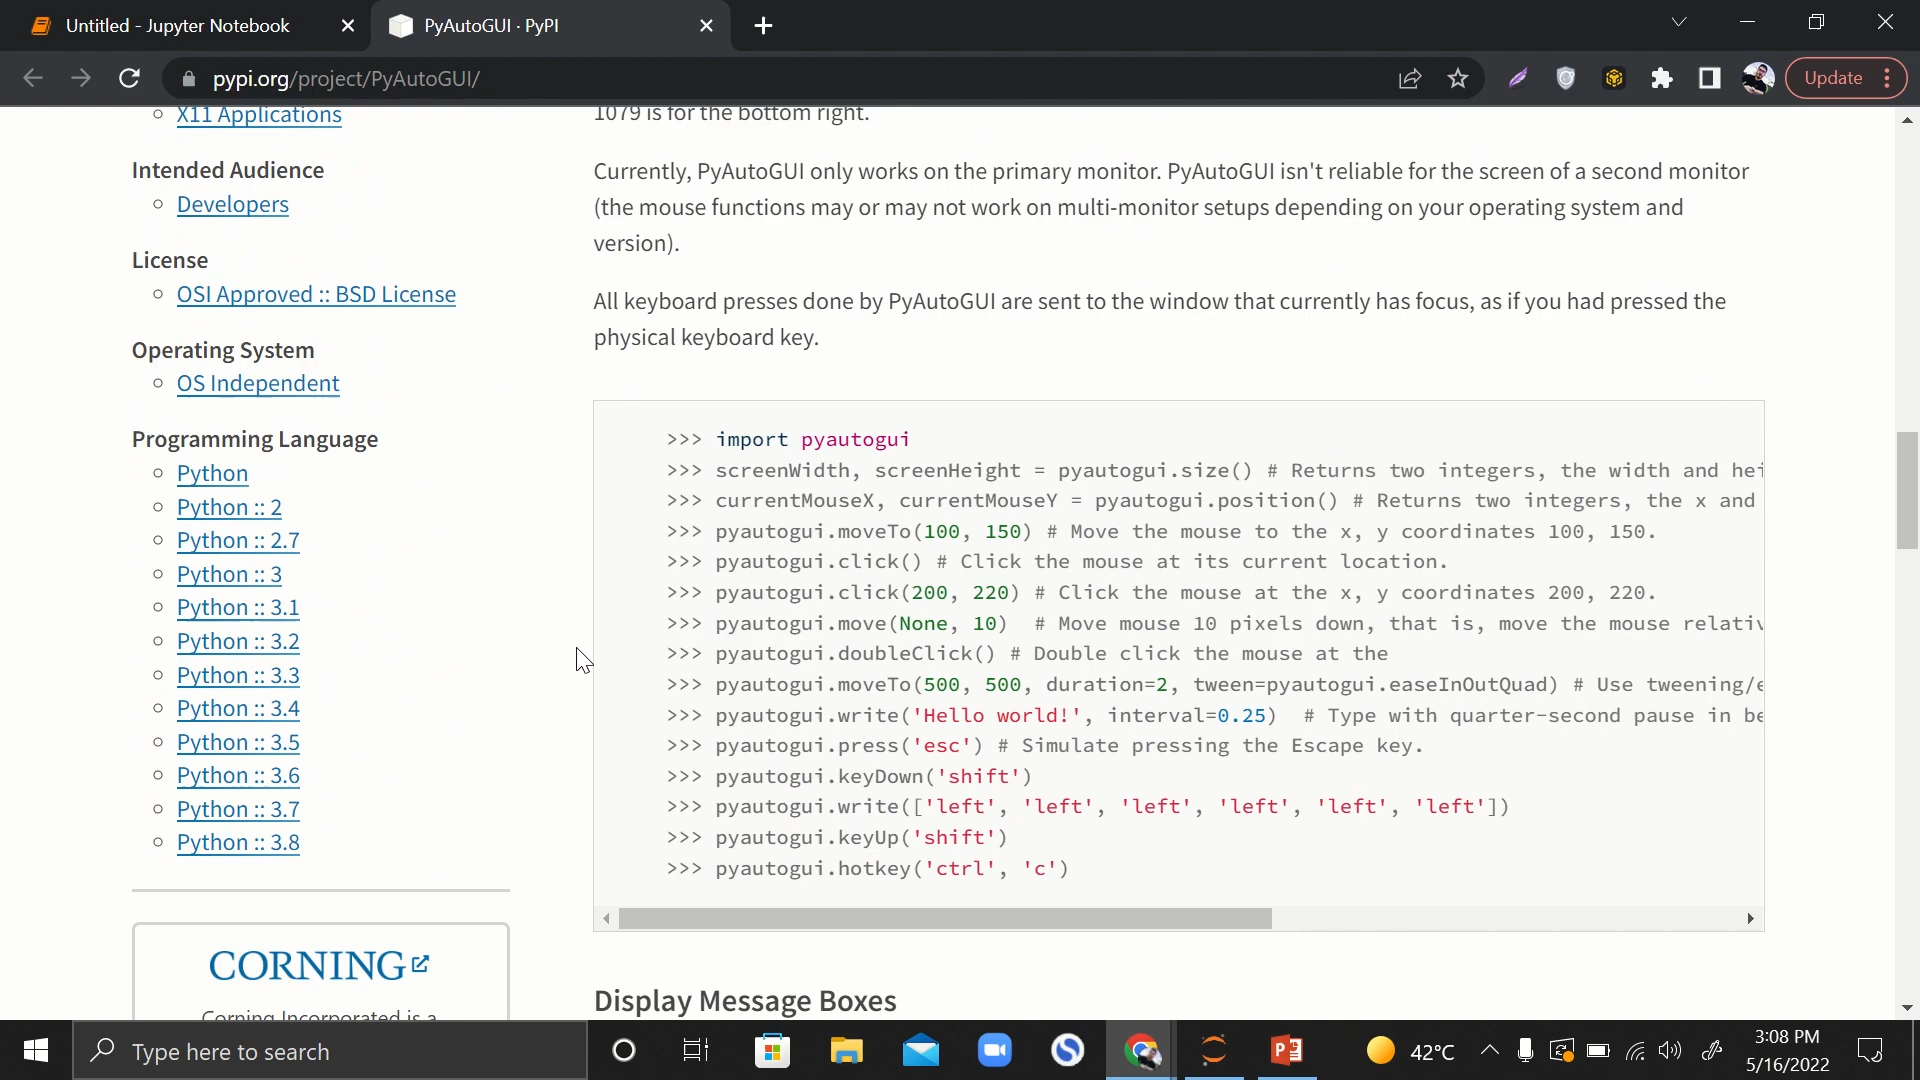 Untitled - Jupyter Notebook
PyAutoGUI · PyPI
pypi.org/project/PyAutoGUI/
Update
X11 Applications
Intended Audience
Developers
License
OSI Approved :: BSD License
Operating System
OS Independent
Programming Language
Python
Python :: 2
Python :: 2.7
Python :: 3
Python :: 3.1
Python :: 3.2
Python :: 3.3
Python :: 3.4
Python :: 3.5
Python :: 3.6
Python :: 3.7
Python :: 3.8
CORNING
Corning Incorporated is a
1079 is for the bottom right.
Currently, PyAutoGUI only works on the primary monitor. PyAutoGUI isn't reliable for the screen of a second monitor
(the mouse functions may or may not work on multi-monitor setups depending on your operating system and
version).
All keyboard presses done by PyAutoGUI are sent to the window that currently has focus, as if you had pressed the
physical keyboard key.
>>> import pyautogui
>>> screenWidth, screenHeight = pyautogui.size() # Returns two integers, the width and hei
>>> currentMouseX, currentMouseY = pyautogui.position() # Returns two integers, the x and
>>> pyautogui.moveTo(100, 150) # Move the mouse to the x, y coordinates 100, 150.
>>> pyautogui.click() # Click the mouse at its current location.
>>> pyautogui.click(200, 220) # Click the mouse at the x, y coordinates 200, 220.
>>> pyautogui.move(None, 10)  # Move mouse 10 pixels down, that is, move the mouse relativ
>>> pyautogui.doubleClick() # Double click the mouse at the
>>> pyautogui.moveTo(500, 500, duration=2, tween=pyautogui.easeInOutQuad) # Use tweening/e
>>> pyautogui.write('Hello world!', interval=0.25)  # Type with quarter-second pause in be
>>> pyautogui.press('esc') # Simulate pressing the Escape key.
>>> pyautogui.keyDown('shift')
>>> pyautogui.write(['left', 'left', 'left', 'left', 'left', 'left'])
>>> pyautogui.keyUp('shift')
>>> pyautogui.hotkey('ctrl', 'c')
Display Message Boxes
Type here to search
42°C
3:08 PM
5/16/2022